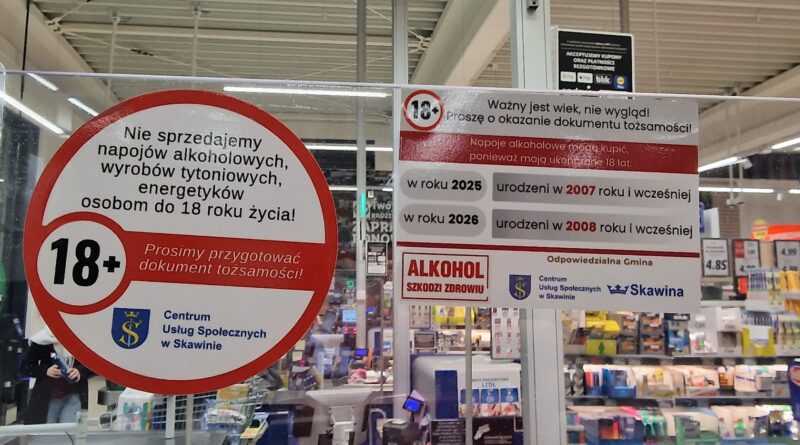 Nie sprzedajemy
napojów alkoholowych,
wyrobów tytoniowych,
energetyków
osobom do 18 roku życia!
18+
Prosimy przygotować
dokument tożsamości!
Centrum
Usług Społecznych
w Skawinie
18+
Ważny jest wiek, nie wygląd!
Proszę o okazanie dokumentu tożsamości!
Napoje alkoholowe mogą kupić,
ponieważ mają ukończone 18 lat:
w roku 2025
urodzeni w 2007 roku i wcześniej
w roku 2026
urodzeni w 2008 roku i wcześniej
ALKOHOL
SZKODZI ZDROWIU
Odpowiedzialna Gmina
Centrum
Usług Społecznych
w Skawinie
Skawina
AKCEPTUJEMY KUPONY
ORAZ PŁATNOŚCI
BEZGOTÓWKOWE
blik
4.85
4.99